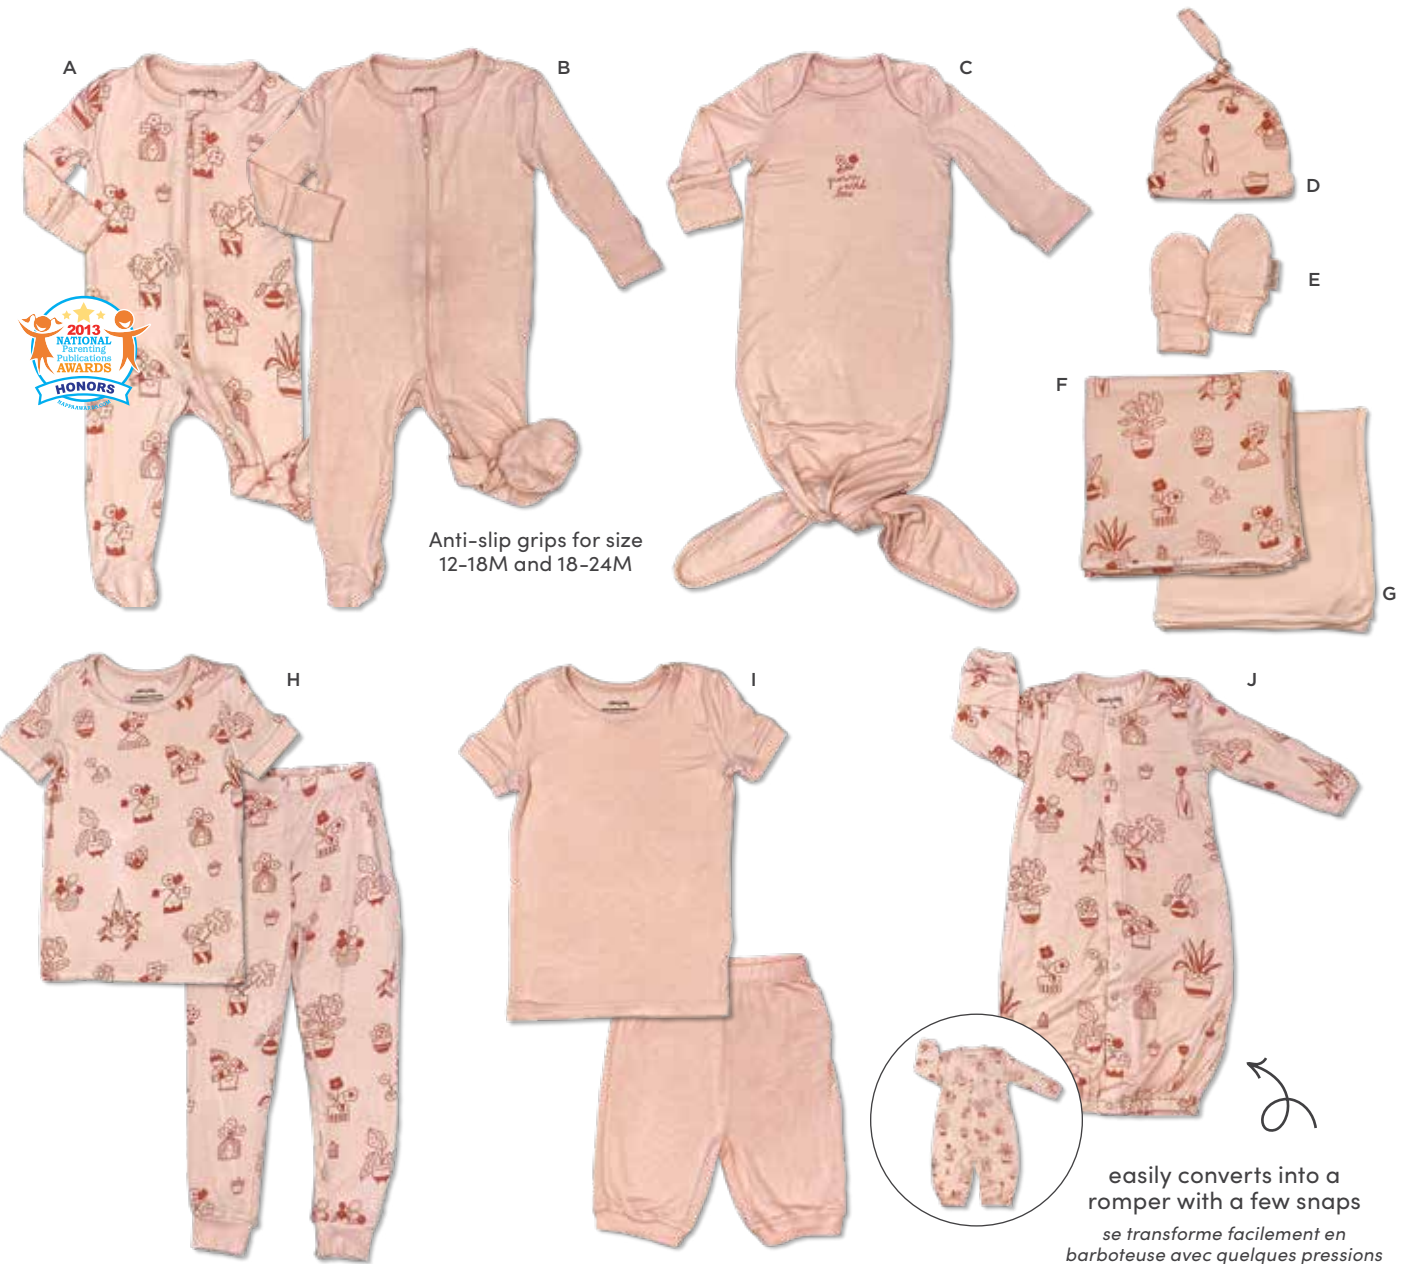 A
B
C
D
E
F
G
2013
NATIONAL
Parenting
Publications
AWARDS
HONORS
Anti-slip grips for size
12-18M and 18-24M
H
I
J
easily converts into a
romper with a few snaps
se transforme facilement en
barboteuse avec quelques pressions